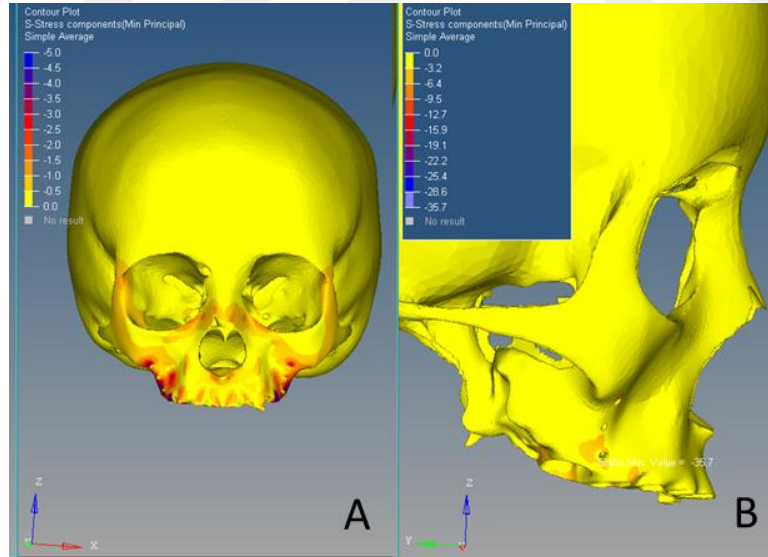 Contour Plot
S-Stress components(Min Principal)
Simple Average
-5.0
-4.5
-4.0
-3.5
-3.0
-2.5
-2.0
-1.5
-1.0
-0.5
0.0
No result
Z
X
A
Contour Plot
S-Stress components(Min Principal)
Simple Average
0.0
-3.2
-6.4
-9.5
-12.7
-15.9
-19.1
-22.2
-25.4
-28.6
-35.7
No result
Min. Value = -35.7
Z
Y
B